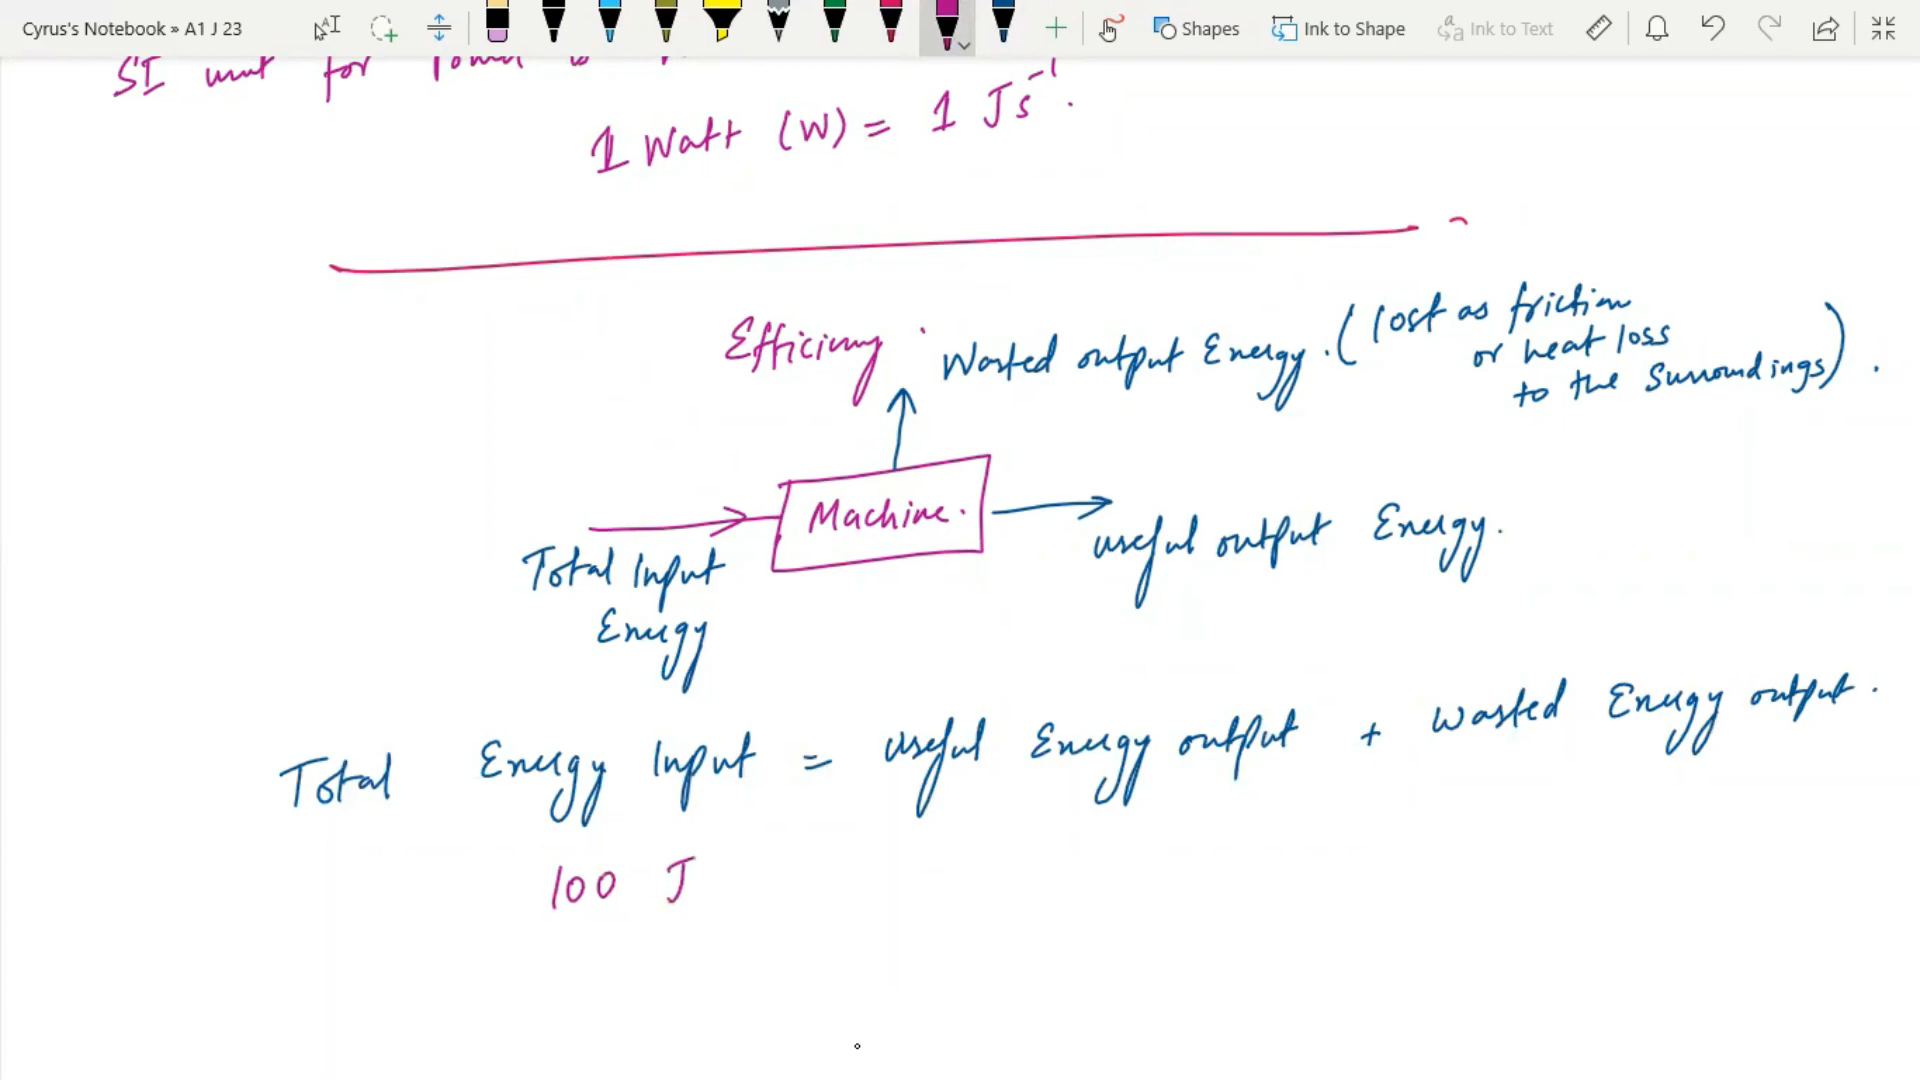 Cyrus's Notebook » A1 J 23
Shapes
Ink to Shape
Ink to Text
SI unit for Power is
1 Watt (W) = 1 Js⁻¹.
Efficiency
Wasted output Energy. (lost as friction
or heat loss
to the Surroundings).
Machine.
Total Input
Energy
useful output Energy.
Total Energy Input = Useful Energy output + Wasted Energy output.
100 J